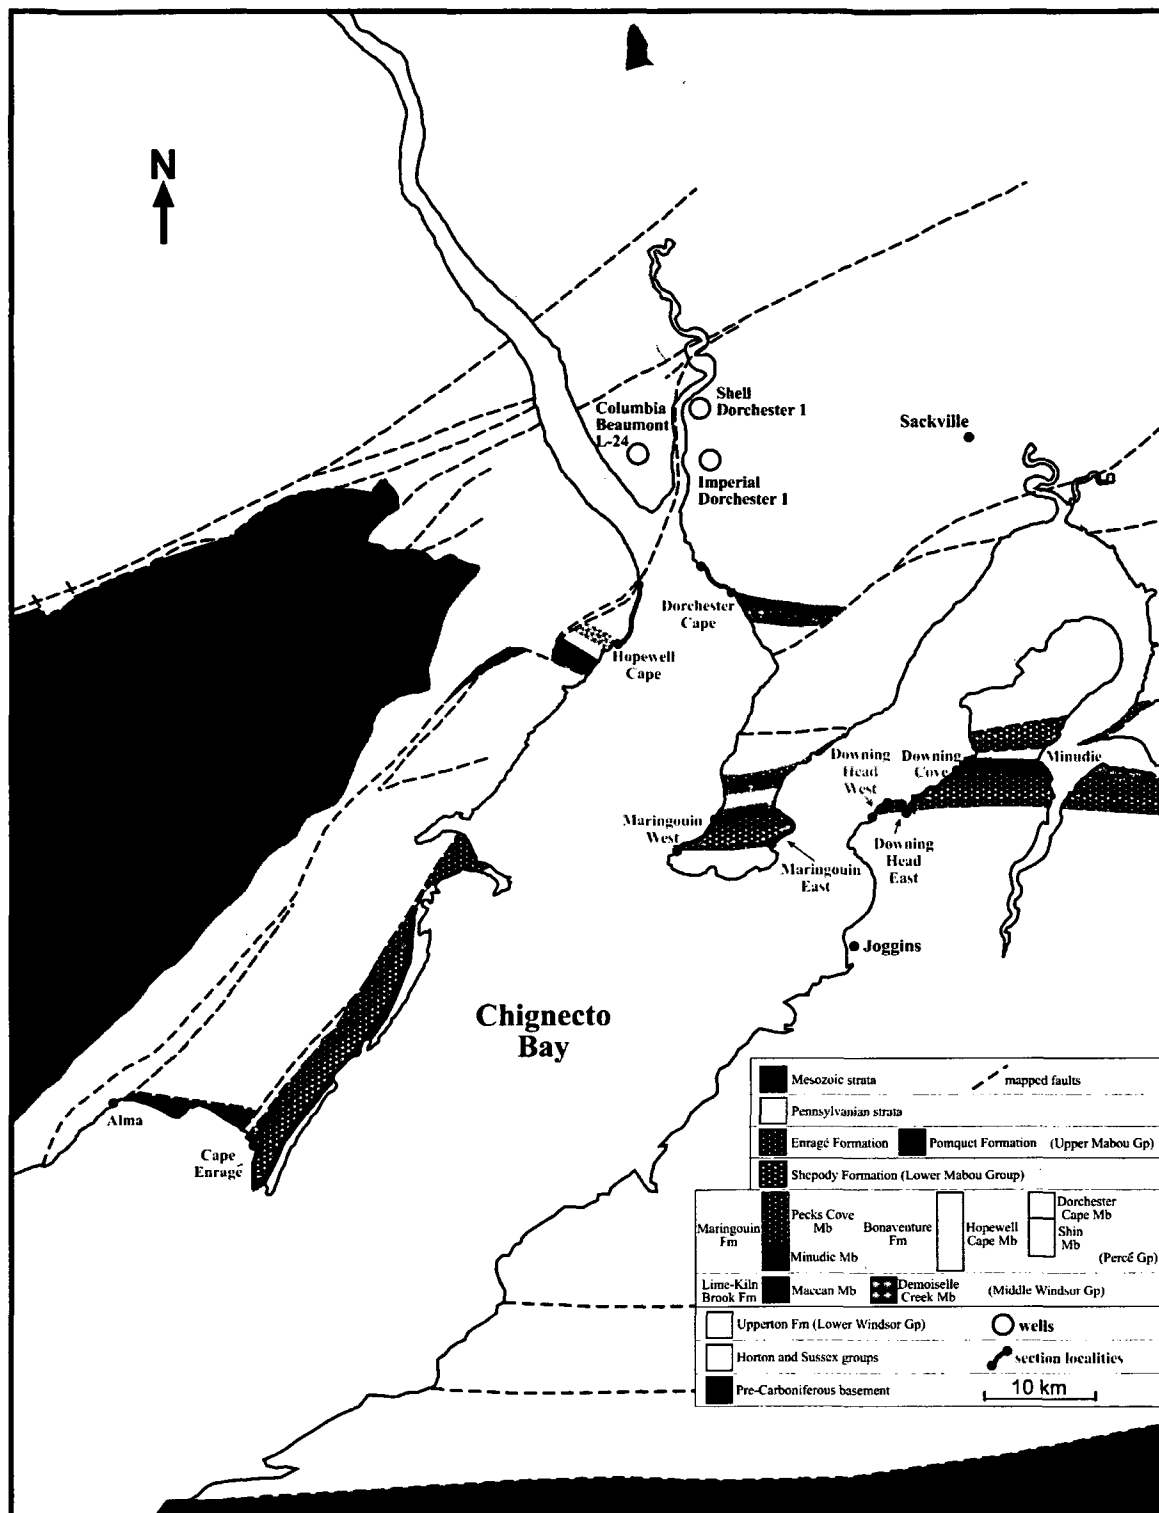 N
Columbia
Beaumont
L-24
Shell
Dorchester 1
Imperial
Dorchester 1
Sackville
Dorchester
Cape
Hopewell
Cape
Downing
Head
West
Downing
Cove
Minudie
Maringouin
West
Maringouin
East
Downing
Head
East
Joggins
Chignecto
Bay
Alma
Cape
Enragé
Mesozoic strata
mapped faults
Pennsylvanian strata
Enragé Formation
Pomquet Formation
(Upper Mabou Gp)
Shepody Formation (Lower Mabou Group)
Maringouin
Fm
Pecks Cove
Mb
Minudie Mb
Bonaventure
Fm
Hopewell
Cape Mb
Dorchester
Cape Mb
Shin
Mb
(Percé Gp)
Lime-Kiln
Brook Fm
Maccan Mb
Demoiselle
Creek Mb
(Middle Windsor Gp)
Upperton Fm (Lower Windsor Gp)
wells
Horton and Sussex groups
section localities
Pre-Carboniferous basement
10 km